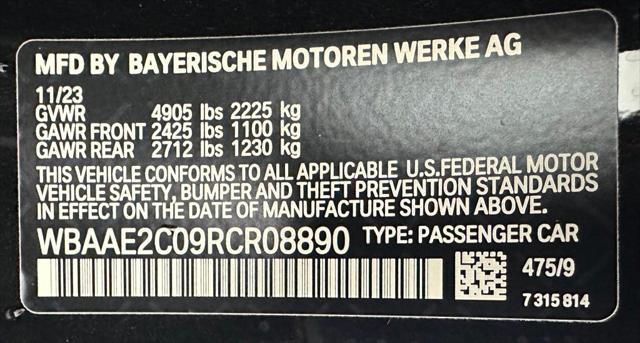 MFD BY BAYERISCHE MOTOREN WERKE AG
11/23
GVWR 4905 lbs 2225 kg
GAWR FRONT 2425 lbs 1100 kg
GAWR REAR 2712 lbs 1230 kg
THIS VEHICLE CONFORMS TO ALL APPLICABLE U.S.FEDERAL MOTOR
VEHICLE SAFETY, BUMPER AND THEFT PREVENTION STANDARDS
IN EFFECT ON THE DATE OF MANUFACTURE SHOWN ABOVE.
WBAAE2C09RCR08890 TYPE: PASSENGER CAR
475/9
7 315 814